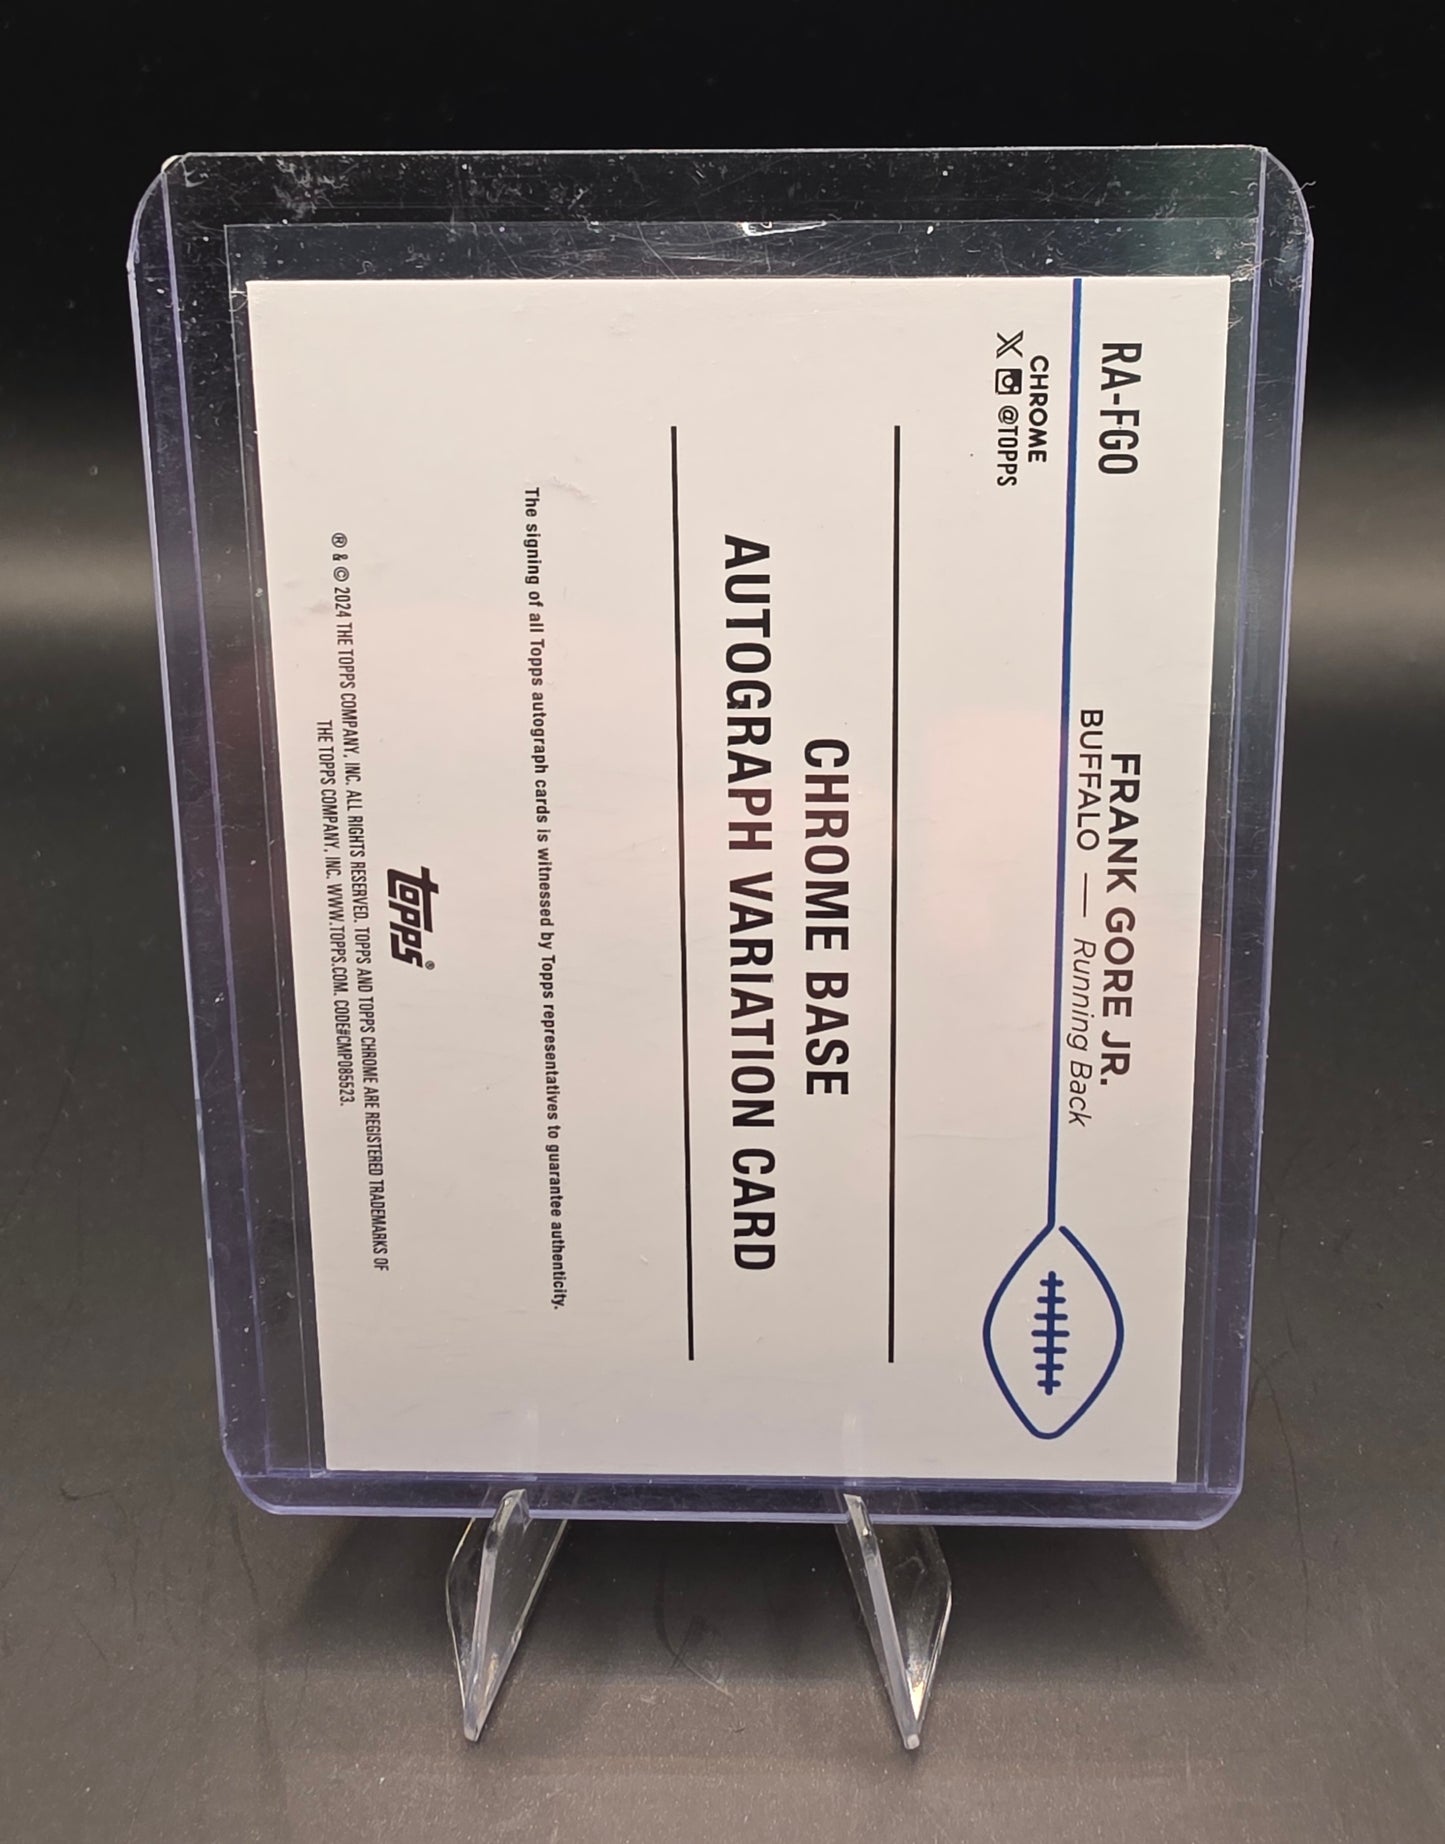 RA-FGO
FRANK GORE JR.
BUFFALO — Running Back
CHROME
X @TOPPS
CHROME BASE
AUTOGRAPH VARIATION CARD
The signing of all Topps autograph cards is witnessed by Topps representatives to guarantee authenticity.
Topps®
® & © 2024 THE TOPPS COMPANY, INC. ALL RIGHTS RESERVED. TOPPS AND TOPPS CHROME ARE REGISTERED TRADEMARKS OF
THE TOPPS COMPANY, INC. WWW.TOPPS.COM. CODE#CMP085523.